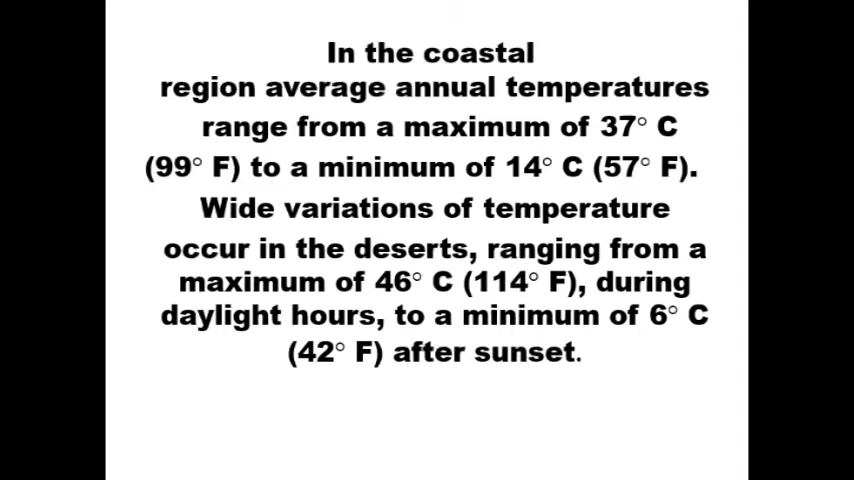 In the coastal
region average annual temperatures
range from a maximum of 37° C
(99° F) to a minimum of 14° C (57° F).
Wide variations of temperature
occur in the deserts, ranging from a
maximum of 46° C (114° F), during
daylight hours, to a minimum of 6° C
(42° F) after sunset.